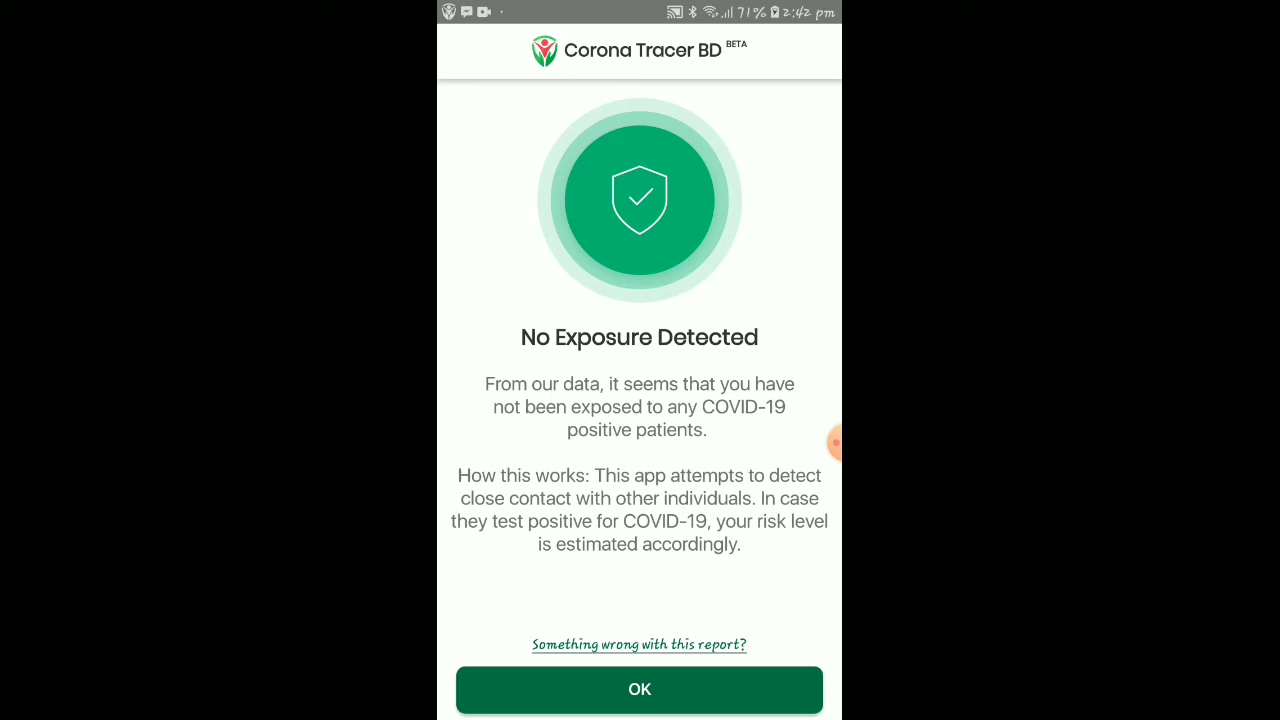 71% 2:42 pm
Corona Tracer BD BETA
No Exposure Detected
From our data, it seems that you have
not been exposed to any COVID-19
positive patients.
How this works: This app attempts to detect
close contact with other individuals. In case
they test positive for COVID-19, your risk level
is estimated accordingly.
Something wrong with this report?
OK